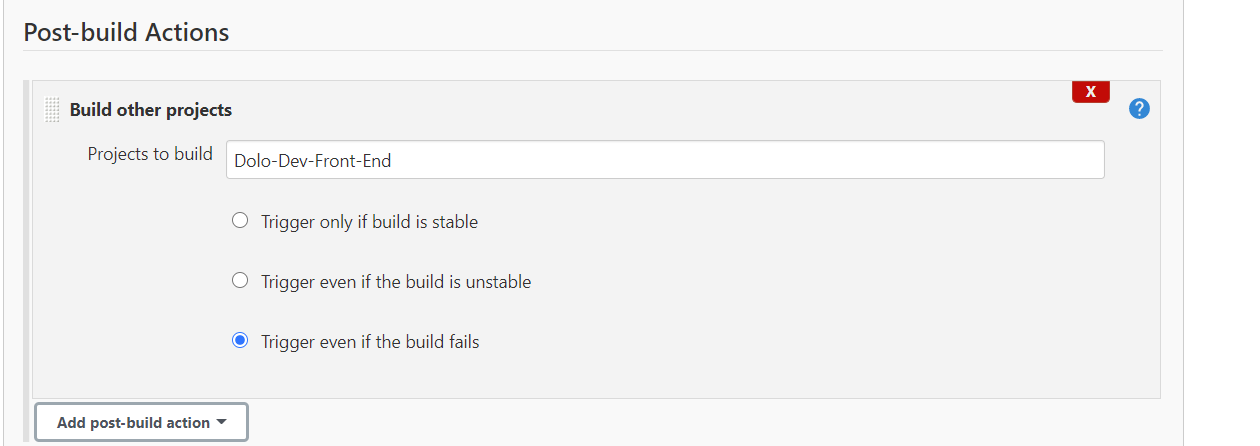 Post-build Actions
X
Build other projects
?
Projects to build
Dolo-Dev-Front-End
Trigger only if build is stable
Trigger even if the build is unstable
Trigger even if the build fails
Add post-build action